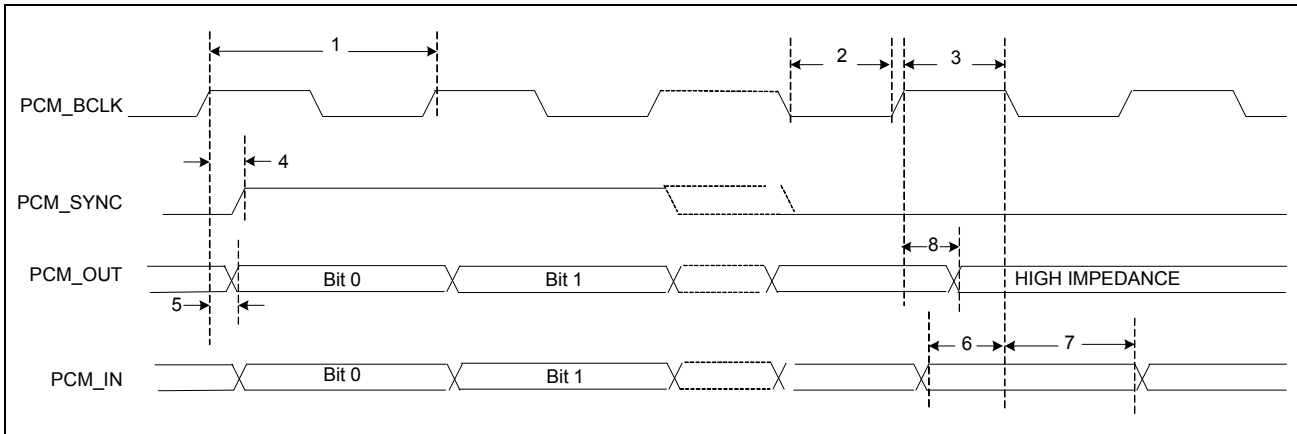 1
2
3
PCM_BCLK
4
PCM_SYNC
8
PCM_OUT
Bit 0
Bit 1
HIGH IMPEDANCE
5
6
7
PCM_IN
Bit 0
Bit 1